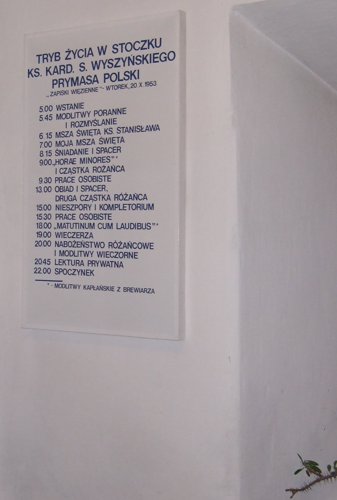 TRYB ŻYCIA W STOCZKU
KS. KARD. S. WYSZYŃSKIEGO
PRYMASA POLSKI
„ZAPISKI WIĘZIENNE" - WTOREK, 20 X 1953
5.00 WSTANIE
5.45 MODLITWY PORANNE
I ROZMYŚLANIE
6.15 MSZA ŚWIĘTA KS. STANISŁAWA
7.00 MOJA MSZA ŚWIĘTA
8.15 ŚNIADANIE I SPACER
9.00 „HORAE MINORES"*
I CZĄSTKA RÓŻAŃCA
9.30 PRACE OSOBISTE
13.00 OBIAD I SPACER,
DRUGA CZĄSTKA RÓŻAŃCA
15.00 NIESZPORY I KOMPLETORIUM
15.30 PRACE OSOBISTE
18.00 „MATUTINUM CUM LAUDIBUS"*
19.00 WIECZERZA
20.00 NABOŻEŃSTWO RÓŻAŃCOWE
I MODLITWY WIECZORNE
20.45 LEKTURA PRYWATNA
22.00 SPOCZYNEK
* - MODLITWY KAPŁAŃSKIE Z BREWIARZA